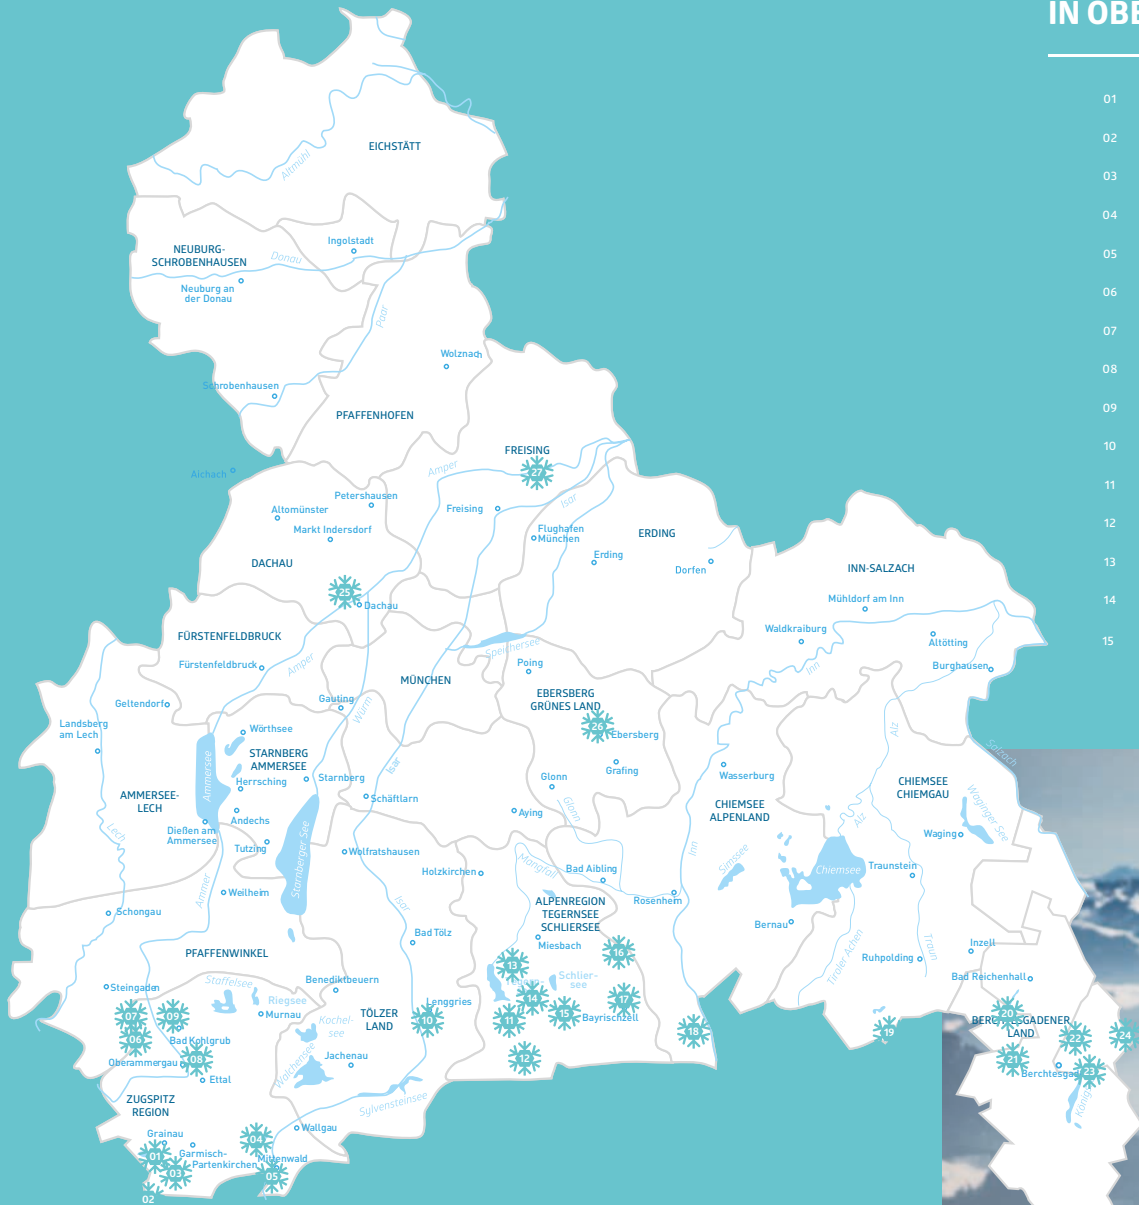 IN OBE
01
02
03
04
05
06
07
08
09
10
11
12
13
14
15
EICHSTÄTT
Altmühl
NEUBURG-
SCHROBENHAUSEN
Ingolstadt
Donau
Neuburg an
der Donau
Paar
Wolznach
Schrobenhausen
PFAFFENHOFEN
FREISING
27
Aichach
Amper
Petershausen
Altomünster
Freising
Isar
Markt Indersdorf
Flughafen
München
ERDING
Erding
DACHAU
Dorfen
INN-SALZACH
25
Dachau
Mühldorf am Inn
Waldkraiburg
Altötting
FÜRSTENFELDBRUCK
Fürstenfeldbruck
Amper
Speichersee
Poing
Inn
Burghausen
MÜNCHEN
EBERSBERG
GRÜNES LAND
26
Ebersberg
Geltendorf
Gauting
Würm
Landsberg
am Lech
Wörthsee
STARNBERG
AMMERSEE
Ammersee
Herrsching
Starnberg
Isar
Grafing
Glonn
Wasserburg
Alz
Salzach
AMMERSEE-
LECH
Schäftlarn
Aying
Glonn
CHIEMSEE
ALPENLAND
CHIEMSEE
CHIEMGAU
Waginger See
Andechs
Dießen am
Ammersee
Lech
Tutzing
Starnberger See
Wolfratshausen
Alz
Waging
Inn
Simssee
Mangfall
Holzkirchen
Bad Aibling
Chiemsee
Traunstein
Ammer
Weilheim
Isar
Rosenheim
ALPENREGION
TEGERNSEE
SCHLIERSEE
Schongau
Bernau
Bad Tölz
Miesbach
Tiroler Achen
Traun
PFAFFENWINKEL
Inzell
16
13
Ruhpolding
Schlier-
see
Bad Reichenhall
Steingaden
Staffelsee
Riegsee
Benediktbeuern
14
17
Lenggries
Murnau
07
09
TÖLZER
LAND
10
11
15
Bayrischzell
20
BERCHTESGADENER
LAND
Kochel-
see
18
19
06
Bad Kohlgrub
22
24
Oberammergau
08
Jachenau
12
21
Berchtesgaden
23
Walchensee
Ettal
ZUGSPITZ
REGION
Sylvensteinsee
Königs
Wallgau
Grainau
04
01
Garmisch-
Partenkirchen
Mittenwald
03
05
02